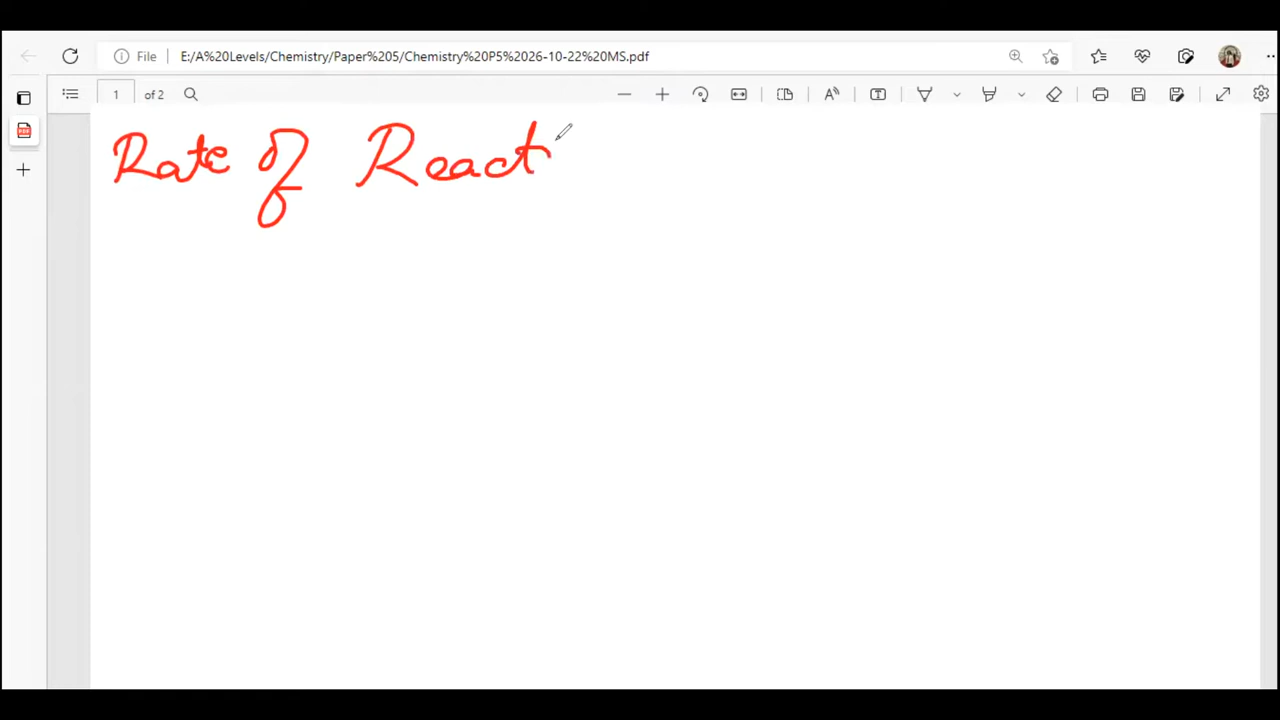 File E:/A%20Levels/Chemistry/Paper%205/Chemistry%20P5%2026-10-22%20MS.pdf
1 of 2
Rate of React